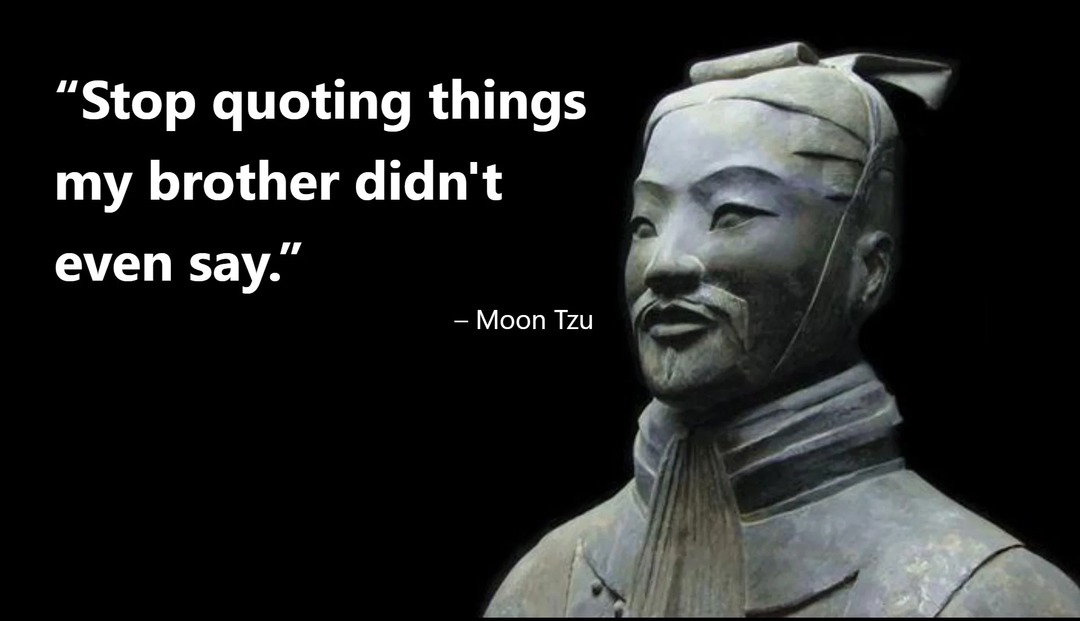 “Stop quoting things
my brother didn't
even say.”
– Moon Tzu